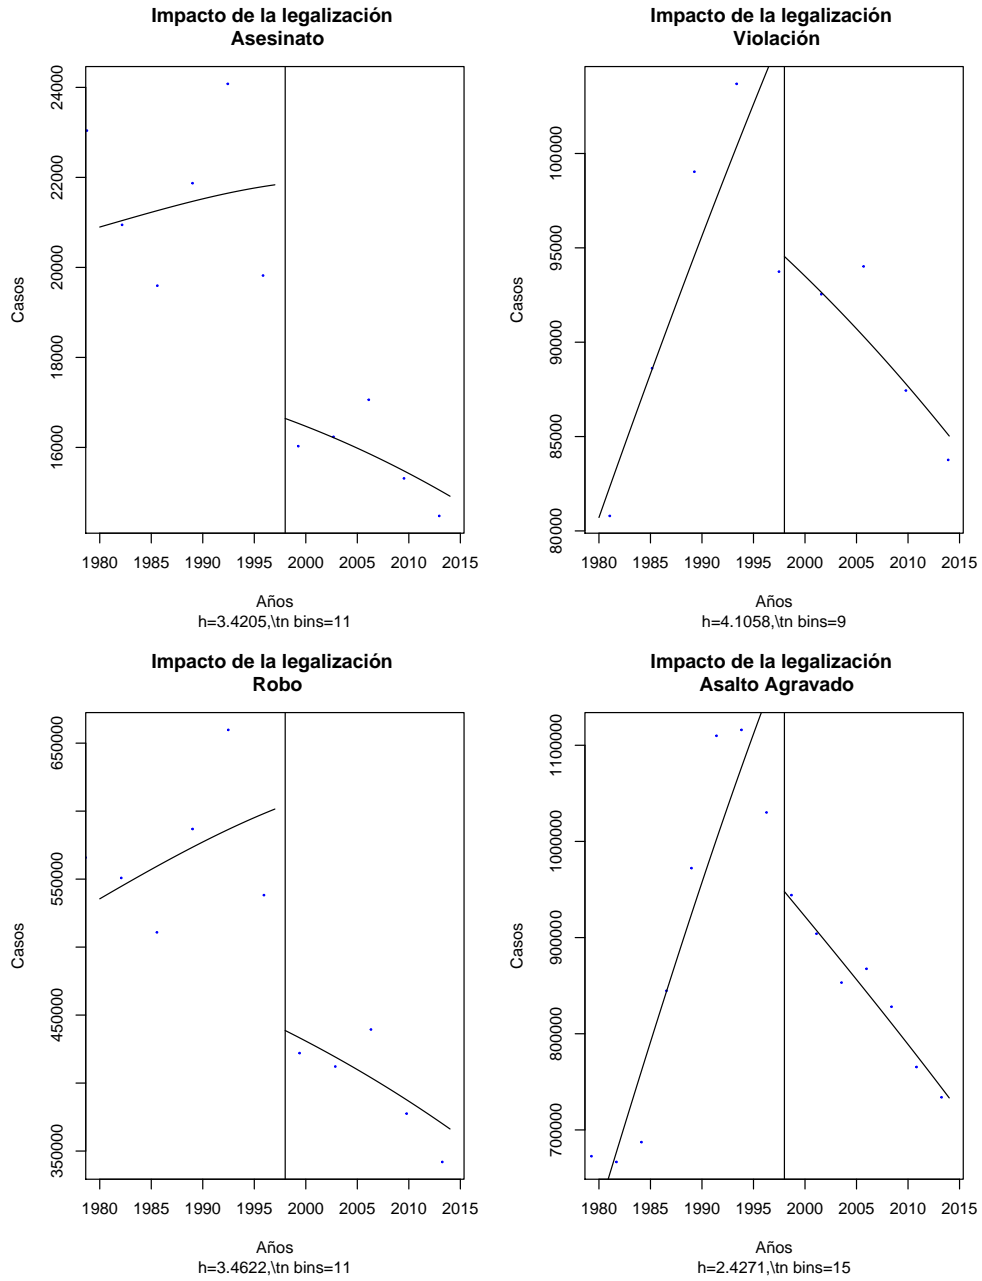 Impacto de la legalización
Asesinato
Casos
24000
22000
20000
18000
16000
1980 1985 1990 1995 2000 2005 2010 2015
Años
h=3.4205,\tn bins=11
Impacto de la legalización
Violación
Casos
100000
95000
90000
85000
80000
1980 1985 1990 1995 2000 2005 2010 2015
Años
h=4.1058,\tn bins=9
Impacto de la legalización
Robo
Casos
650000
550000
450000
350000
1980 1985 1990 1995 2000 2005 2010 2015
Años
h=3.4622,\tn bins=11
Impacto de la legalización
Asalto Agravado
Casos
1100000
1000000
900000
800000
700000
1980 1985 1990 1995 2000 2005 2010 2015
Años
h=2.4271,\tn bins=15